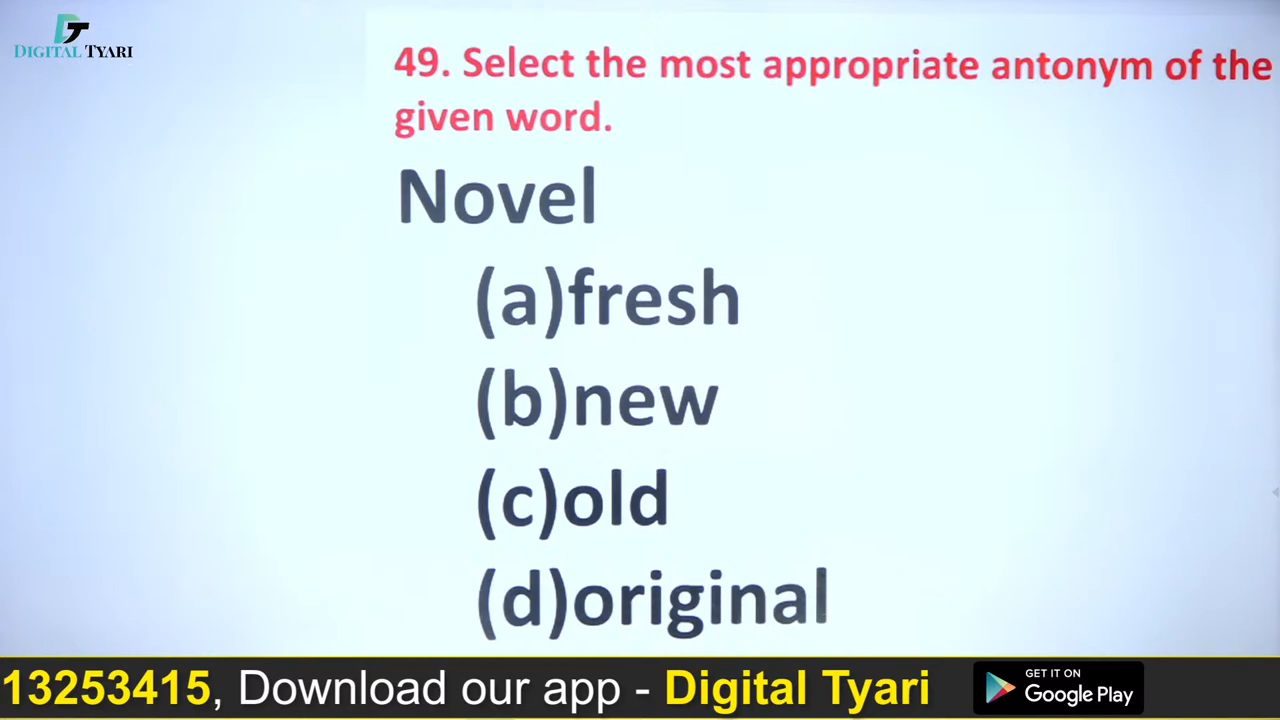 DIGITAL TYARI
49. Select the most appropriate antonym of the
given word.
Novel
(a)fresh
(b)new
(c)old
(d)original
13253415, Download our app - Digital Tyari
GET IT ON
Google Play